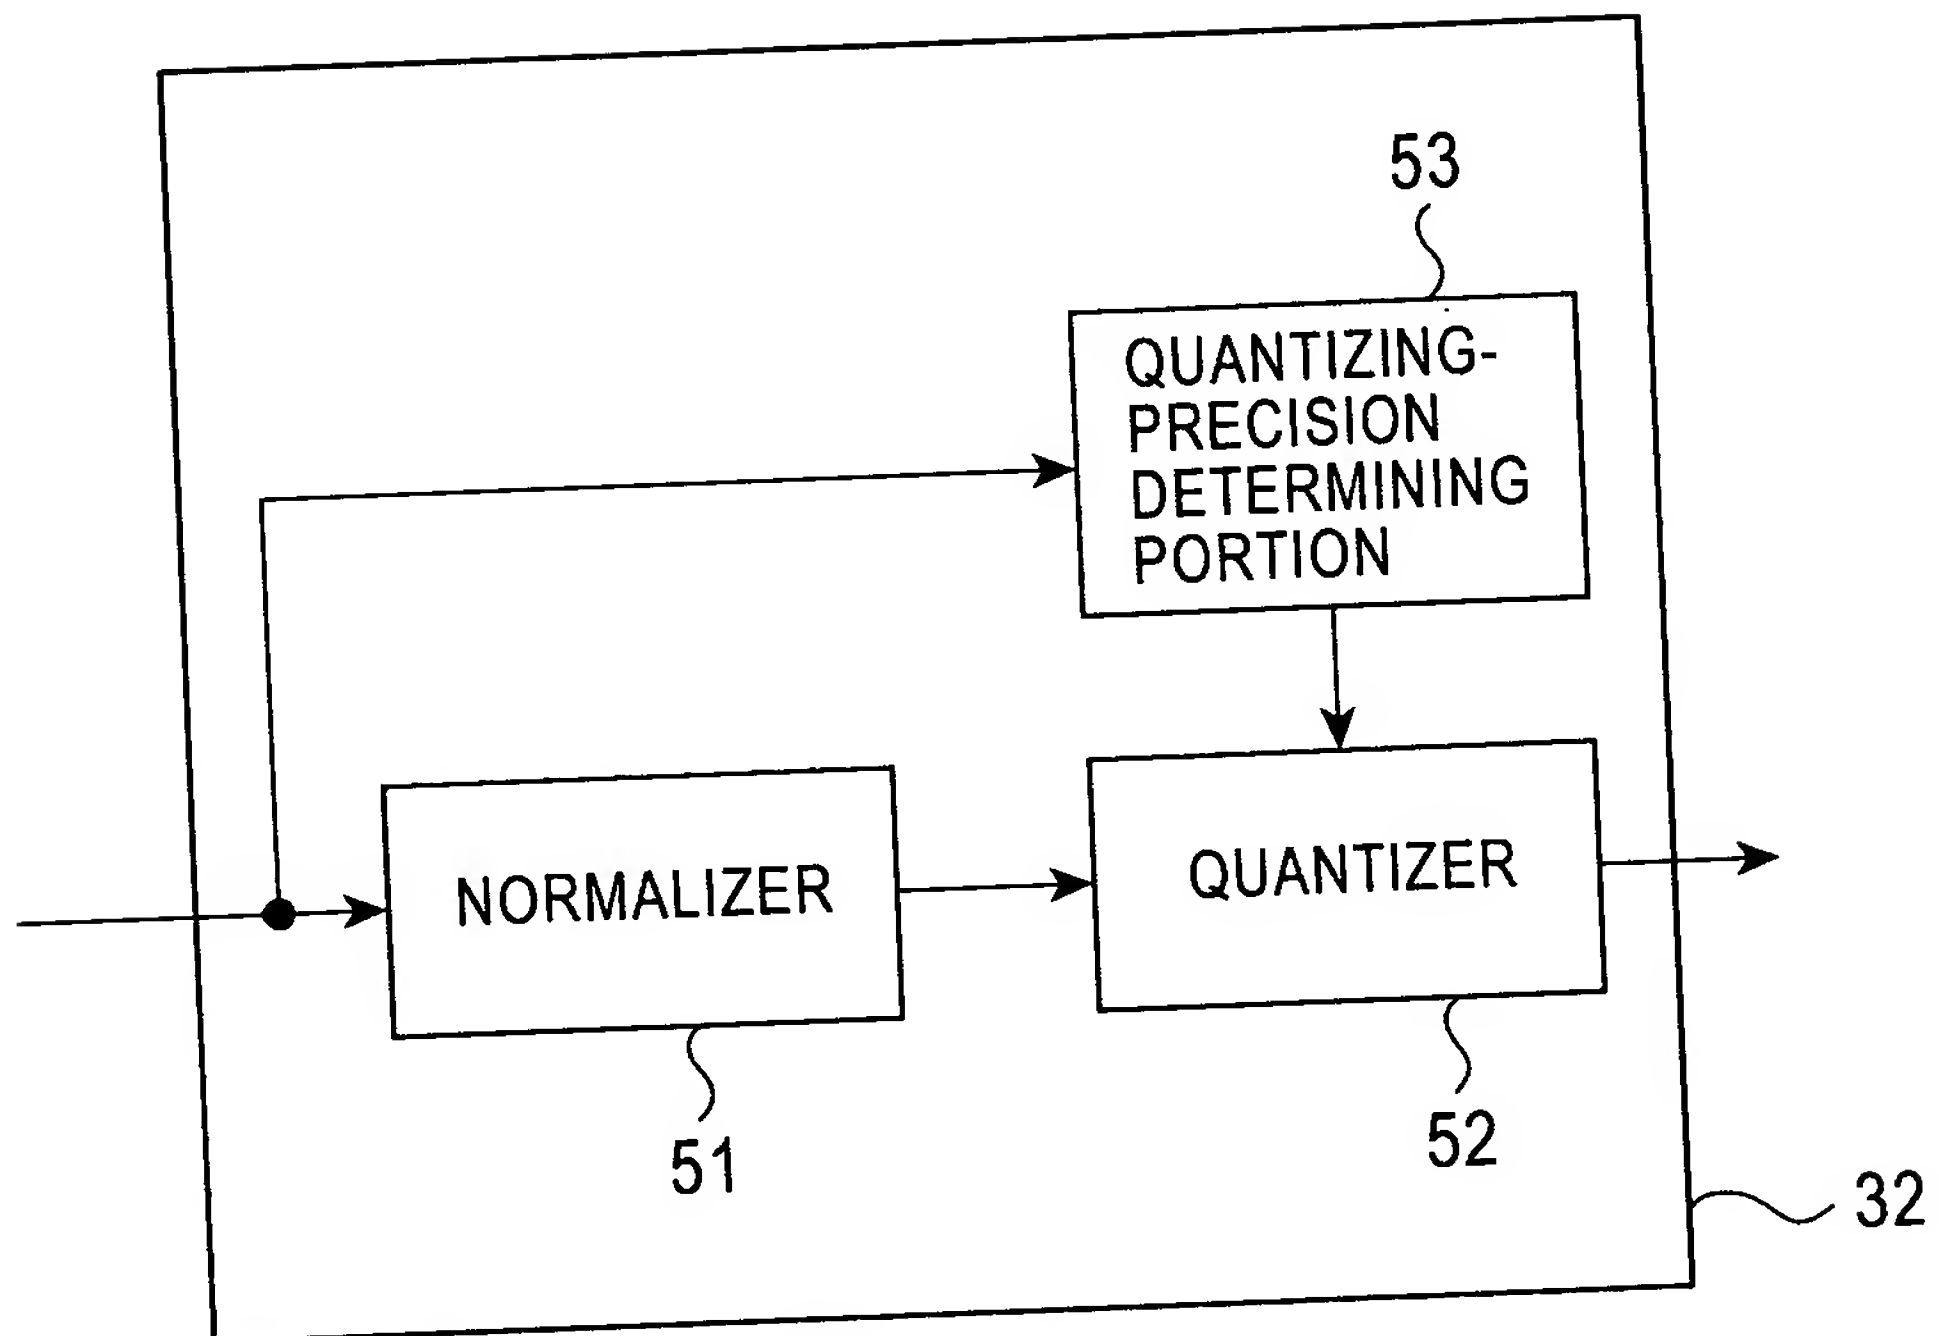 53
QUANTIZING-
PRECISION
DETERMINING
PORTION
NORMALIZER
QUANTIZER
51
52
32